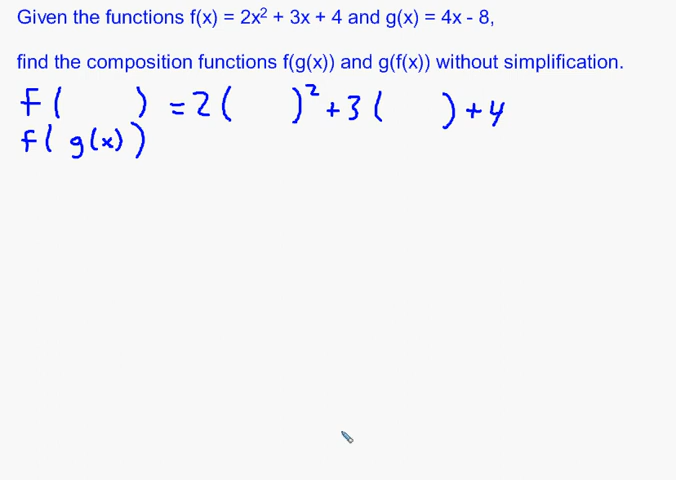 Given the functions f(x) = 2x² + 3x + 4 and g(x) = 4x - 8,
find the composition functions f(g(x)) and g(f(x)) without simplification.
f(    ) = 2(    )² + 3(    ) + 4
f( g(x))